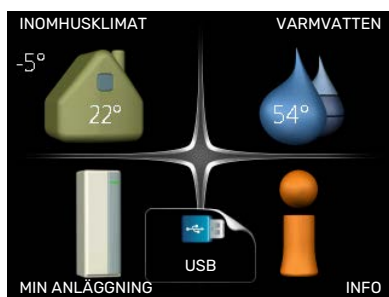 INOMHUSKLIMAT
VARMVATTEN
-5°
22°
54°
USB
MIN ANLÄGGNING
INFO